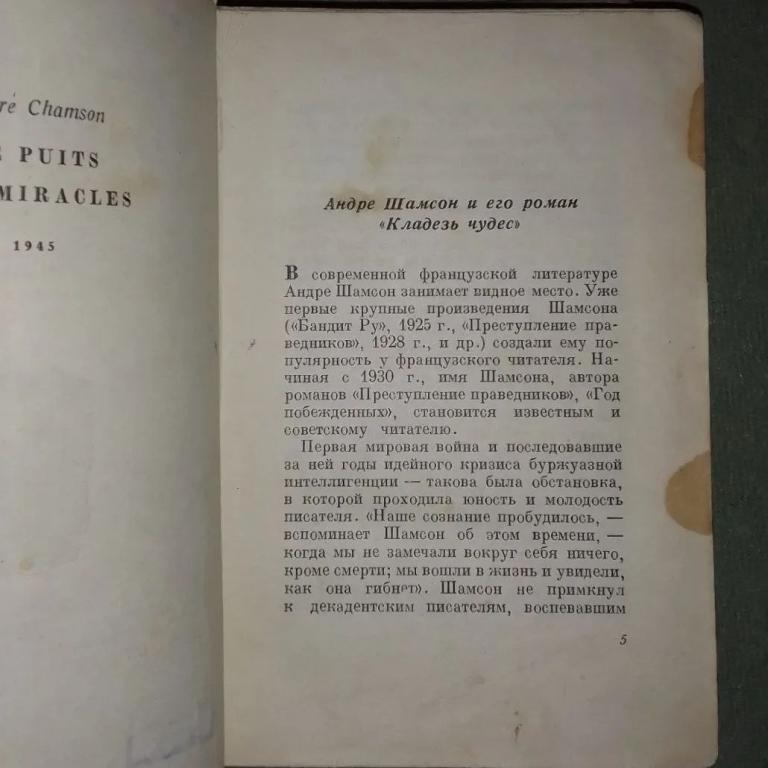 Chamson
PUITS
MIRACLES
1945
Андре Шамсон и его роман
«Кладезь чудес»
В современной французской литературе
Андре Шамсон занимает видное место. Уже
первые крупные произведения Шамсона
(«Бандит Ру», 1925 г., «Преступление пра-
ведников», 1928 г., и др.) создали ему по-
пулярность у французского читателя. На-
чиная с 1930 г., имя Шамсона, автора
романов «Преступление праведников», «Год
побежденных», становится известным и
советскому читателю.
Первая мировая война и последовавшие
за ней годы идейного кризиса буржуазной
интеллигенции — такова была обстановка,
в которой проходила юность и молодость
писателя. «Наше сознание пробудилось, —
вспоминает Шамсон об этом времени, —
когда мы не замечали вокруг себя ничего,
кроме смерти; мы вошли в жизнь и увидели,
как она гибнет». Шамсон не примкнул
к декадентским писателям, воспевавшим
5